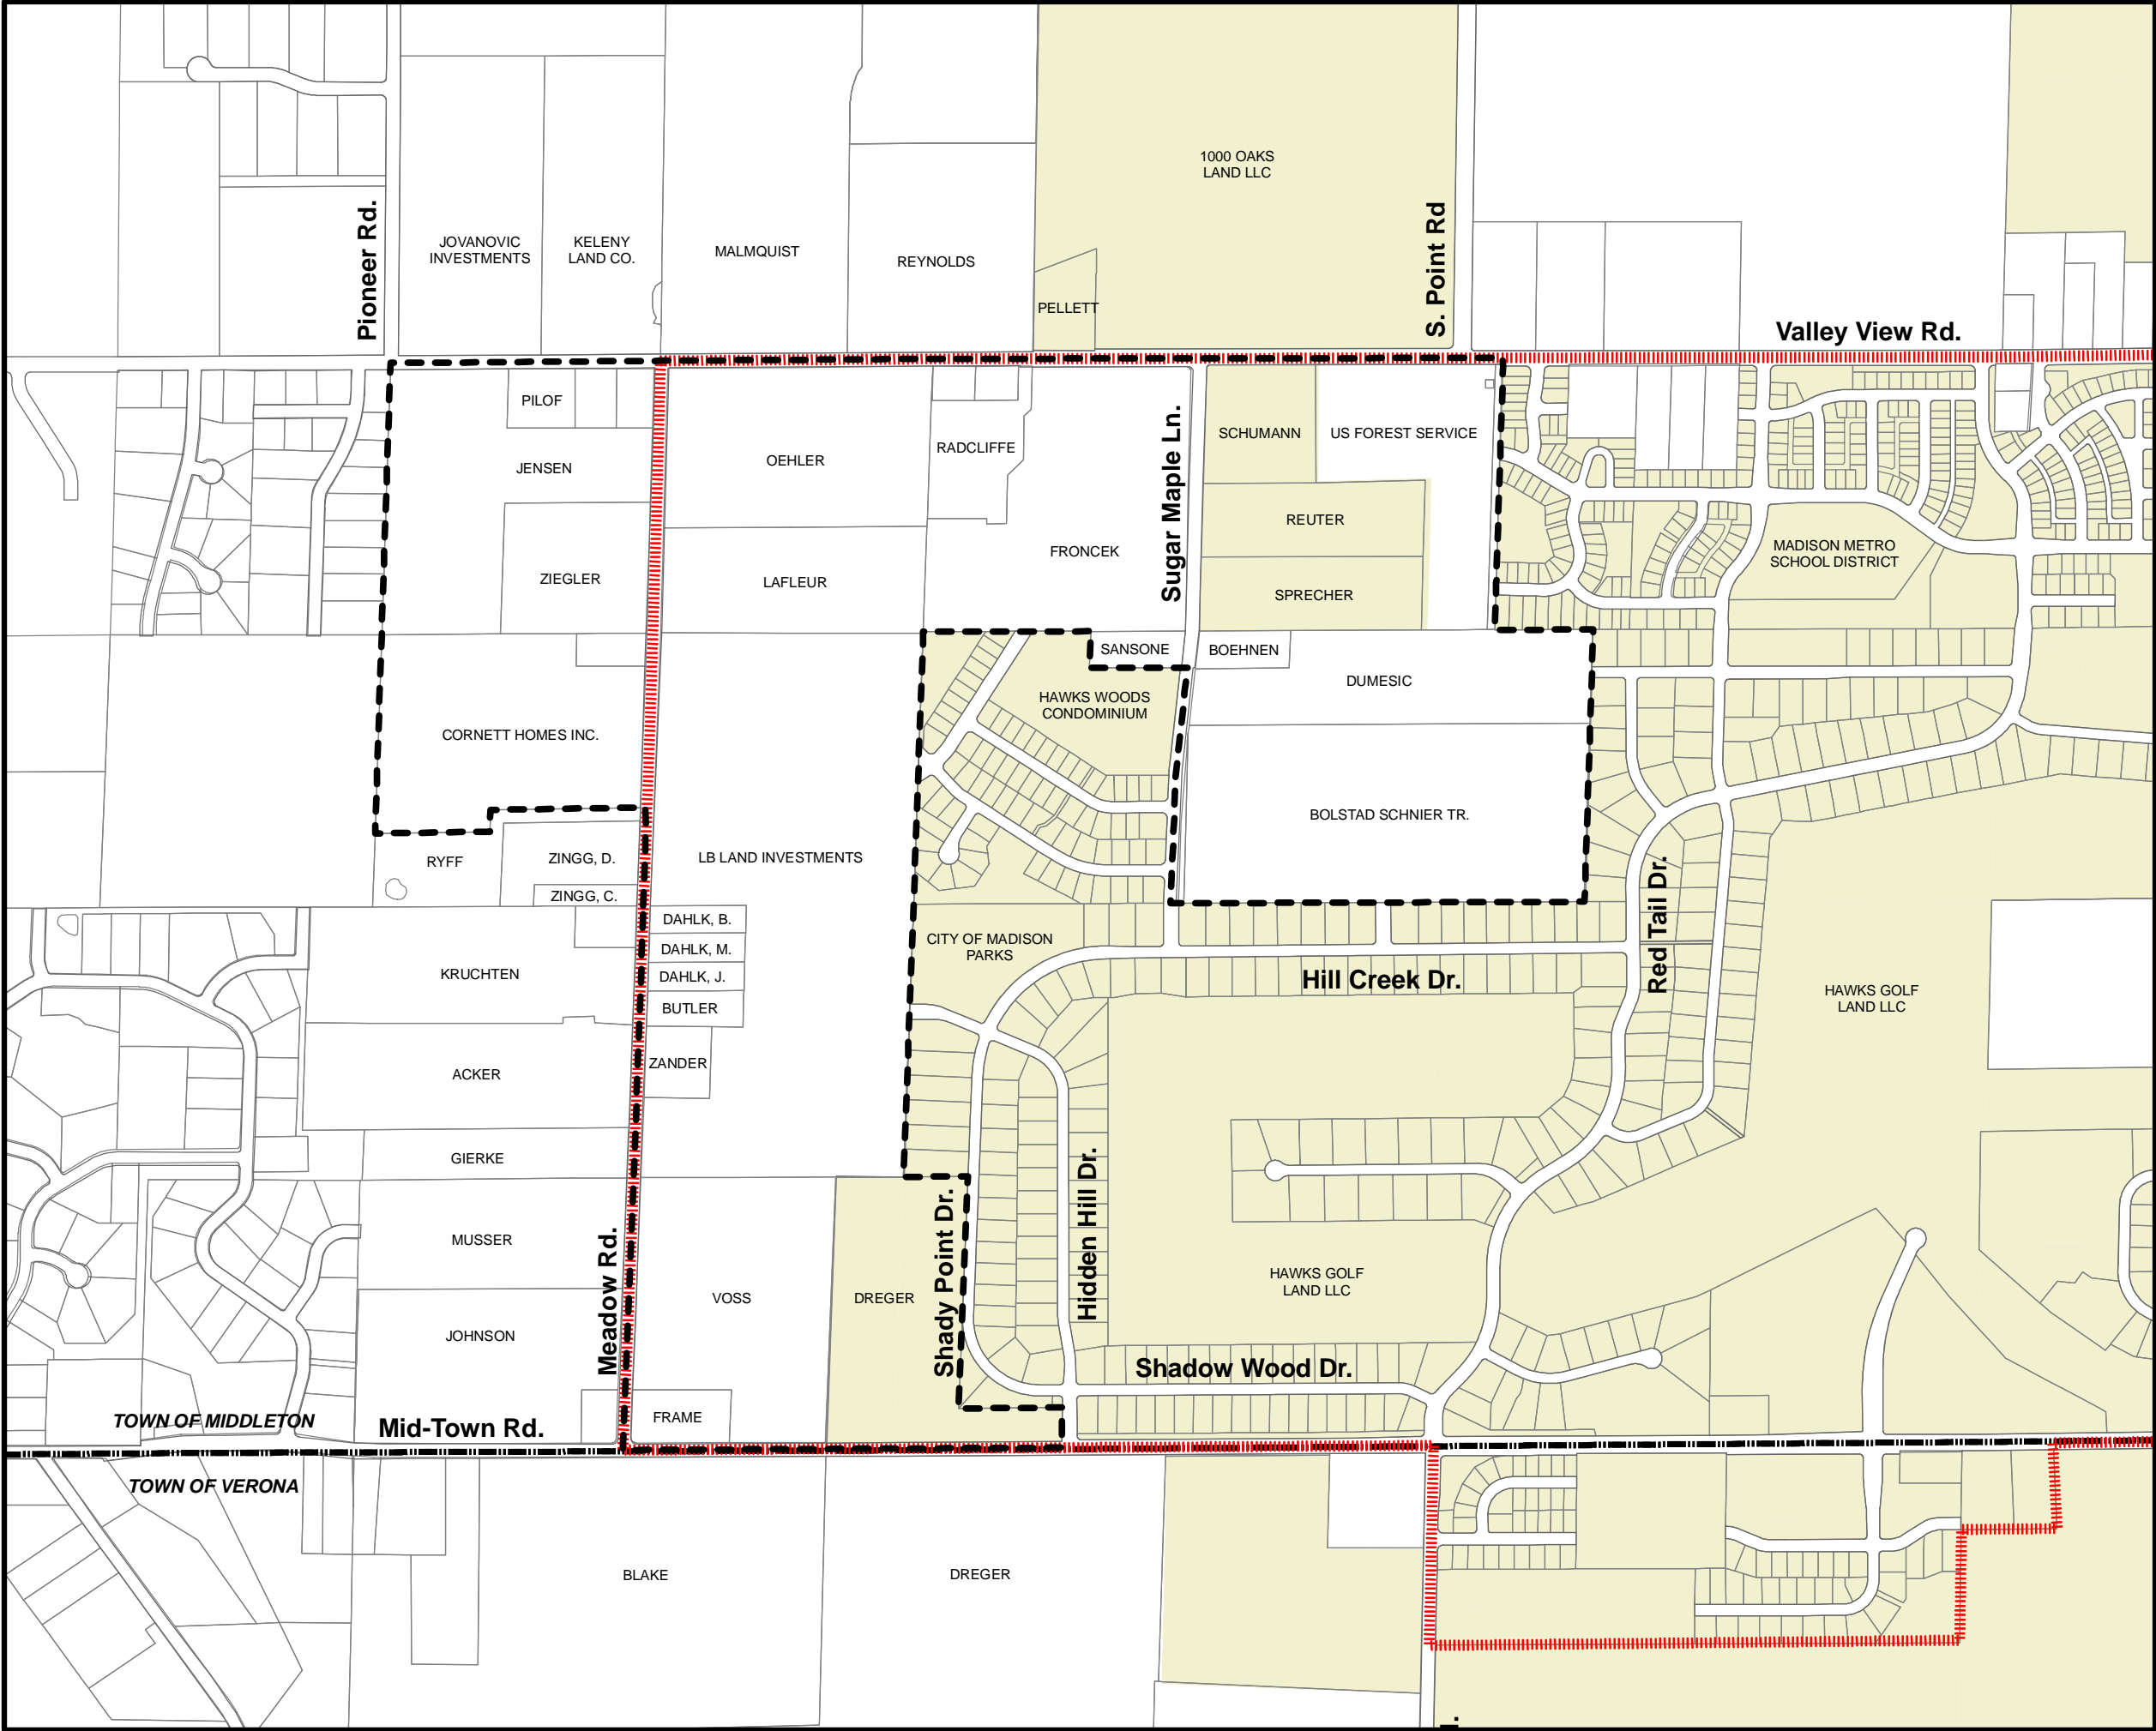 1000 OAKS
LAND LLC
Pioneer Rd.
JOVANOVIC
INVESTMENTS
KELENY
LAND CO.
MALMQUIST
REYNOLDS
PELLETT
S. Point Rd
Valley View Rd.
PILOF
JENSEN
OEHLER
RADCLIFFE
Sugar Maple Ln.
SCHUMANN
US FOREST SERVICE
REUTER
ZIEGLER
LAFLEUR
FRONCEK
SPRECHER
MADISON METRO
SCHOOL DISTRICT
SANSONE
BOEHNEN
DUMESIC
HAWKS WOODS
CONDOMINIUM
CORNETT HOMES INC.
BOLSTAD SCHNIER TR.
RYFF
ZINGG, D.
ZINGG, C.
LB LAND INVESTMENTS
DAHLK, B.
DAHLK, M.
DAHLK, J.
BUTLER
ZANDER
CITY OF MADISON
PARKS
Red Tail Dr.
Hill Creek Dr.
KRUCHTEN
HAWKS GOLF
LAND LLC
ACKER
GIERKE
MUSSER
JOHNSON
Meadow Rd.
VOSS
DREGER
Shady Point Dr.
Hidden Hill Dr.
HAWKS GOLF
LAND LLC
Shadow Wood Dr.
FRAME
TOWN OF MIDDLETON
Mid-Town Rd.
TOWN OF VERONA
BLAKE
DREGER